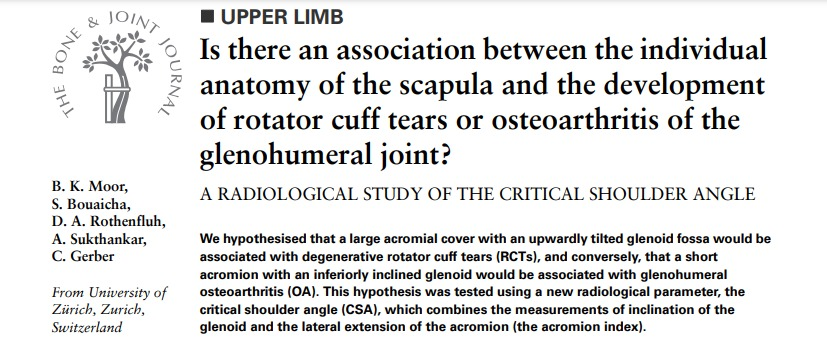 THE BONE & JOINT JOURNAL
UPPER LIMB
Is there an association between the individual
anatomy of the scapula and the development
of rotator cuff tears or osteoarthritis of the
glenohumeral joint?
A RADIOLOGICAL STUDY OF THE CRITICAL SHOULDER ANGLE
B. K. Moor,
S. Bouaicha,
D. A. Rothenfluh,
A. Sukthankar,
C. Gerber
From University of
Zürich, Zurich,
Switzerland
We hypothesised that a large acromial cover with an upwardly tilted glenoid fossa would be
associated with degenerative rotator cuff tears (RCTs), and conversely, that a short
acromion with an inferiorly inclined glenoid would be associated with glenohumeral
osteoarthritis (OA). This hypothesis was tested using a new radiological parameter, the
critical shoulder angle (CSA), which combines the measurements of inclination of the
glenoid and the lateral extension of the acromion (the acromion index).